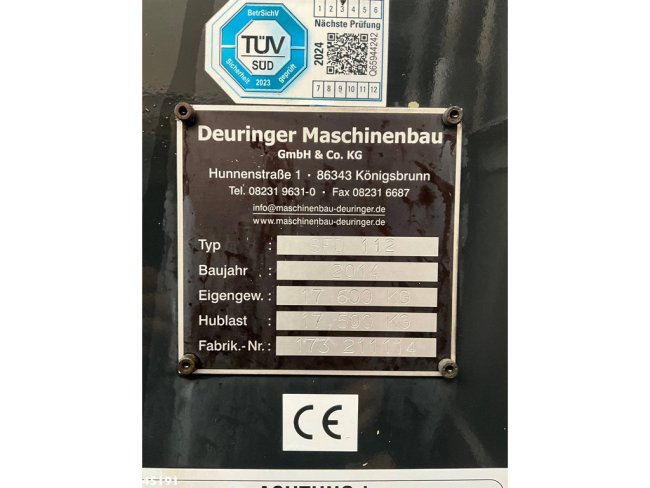 BetrSichV
TÜV
SÜD
Sicherheit geprüft
2023
1 2 3 4 5 6
Nächste Prüfung
2024
Q65944242
7 8 9 10 11 12
Deuringer Maschinenbau
GmbH & Co. KG
Hunnenstraße 1 · 86343 Königsbrunn
Tel. 08231 9631-0 · Fax 08231 6687
info@maschinenbau-deuringer.de
www.maschinenbau-deuringer.de
Typ : 112
Baujahr : 2014
Eigengew. : 17 600 KG
Hublast : 17 500 KG
Fabrik.-Nr. : 173 211114
CE